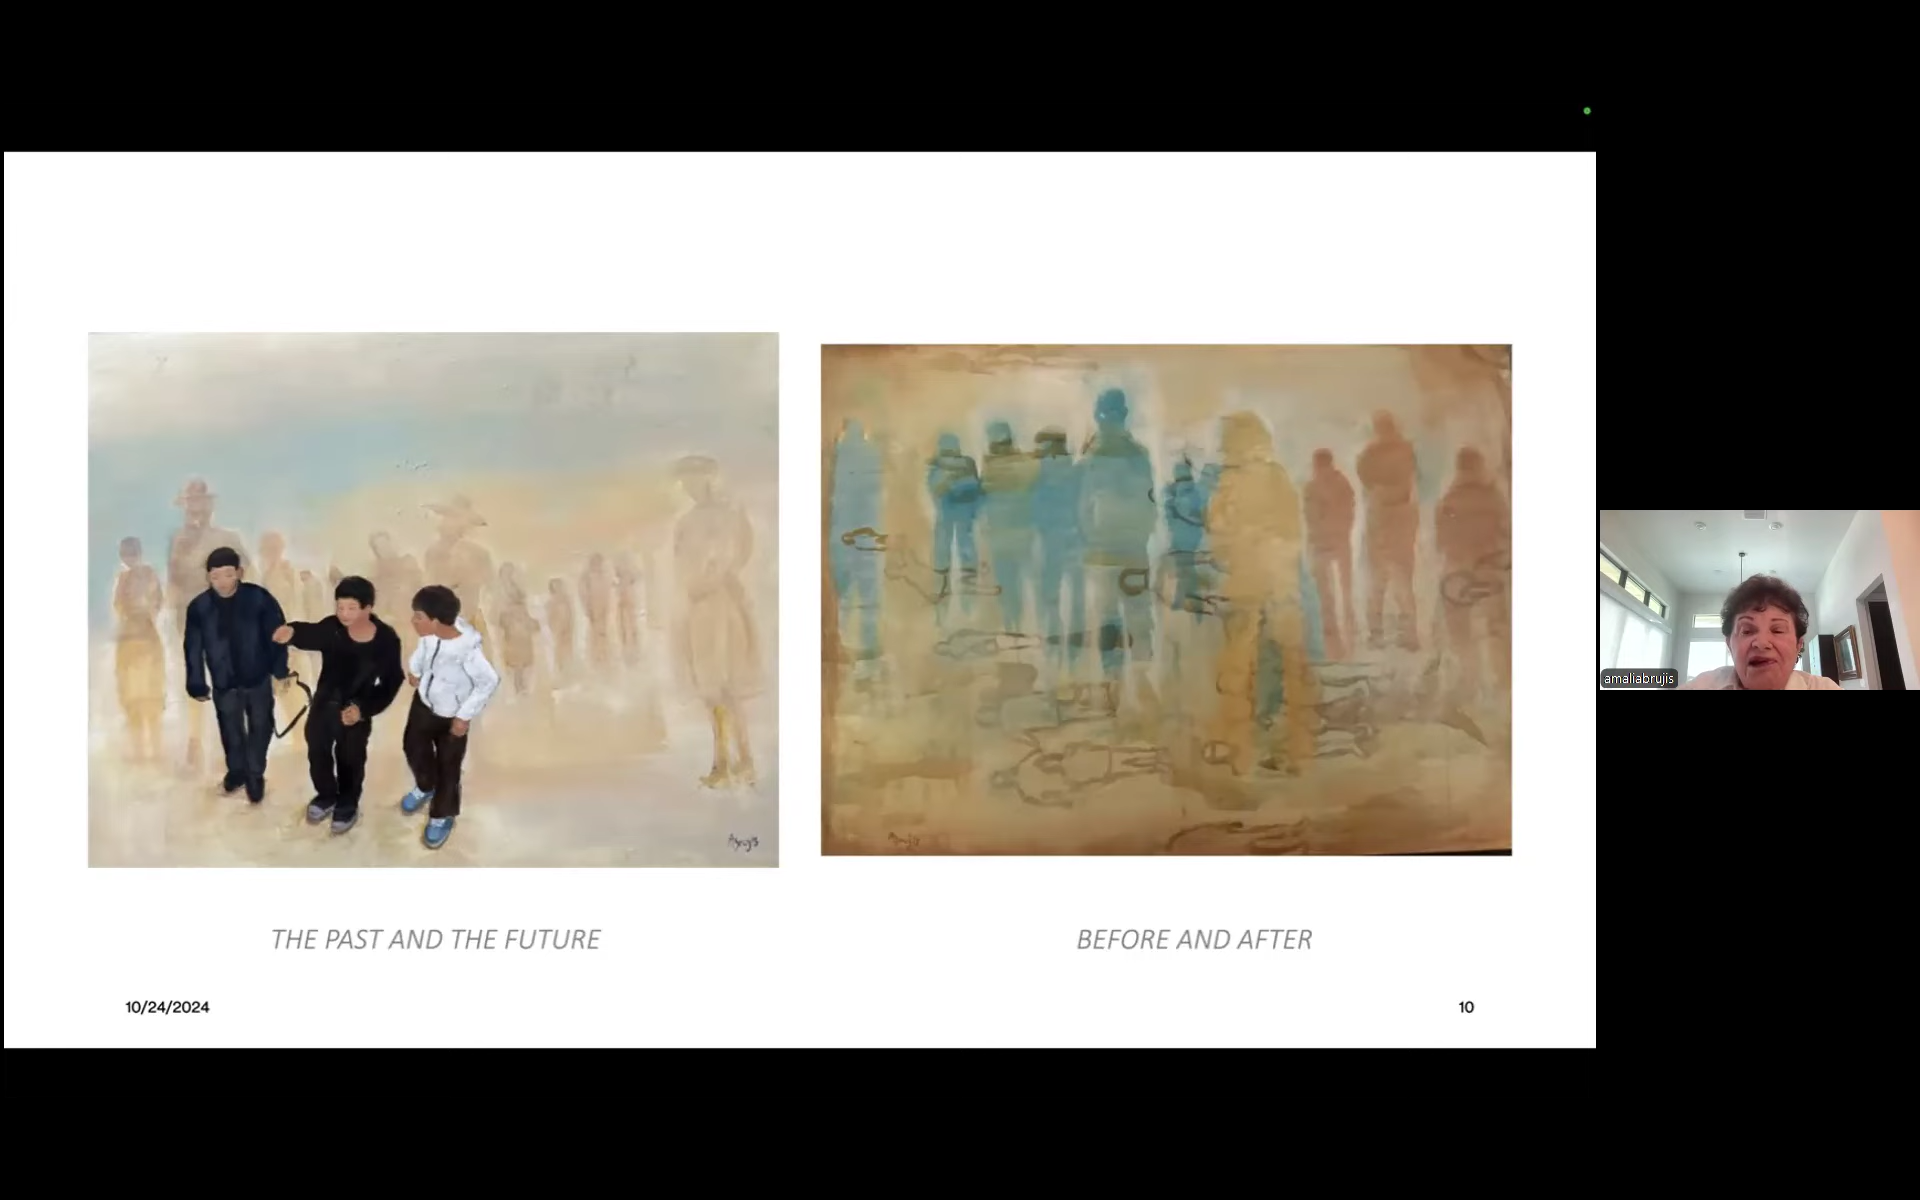 THE PAST AND THE FUTURE
BEFORE AND AFTER
10/24/2024
10
amaliabrujis